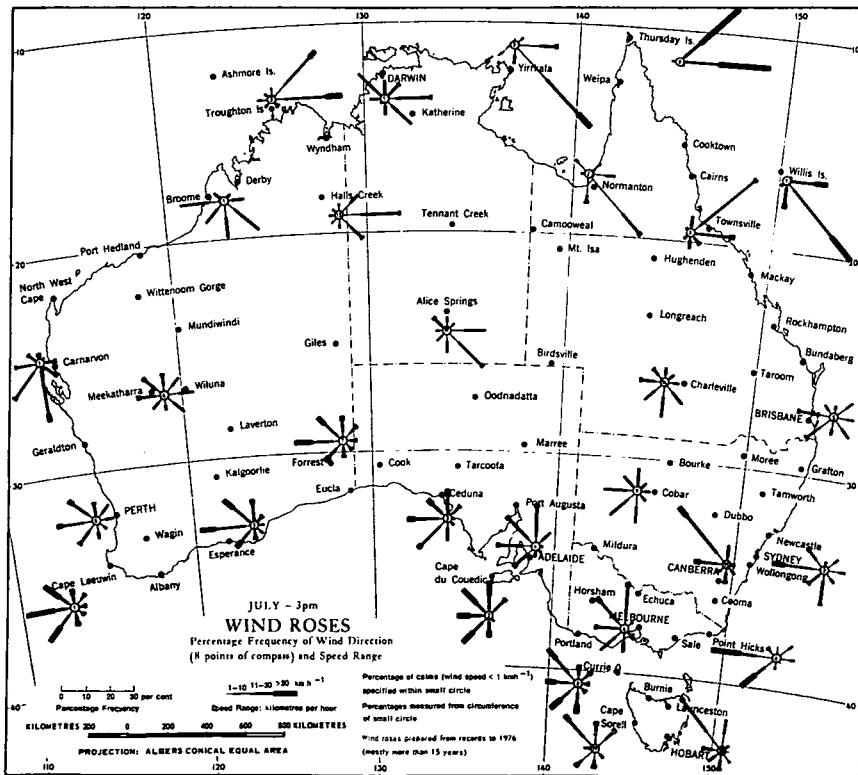 120
130
140
150
10
10
Thursday Is.
Ashmore Is.
DARWIN
Yirrkala
Weipa
Troughton Is
Katherine
Wyndham
Cooktown
Derby
Cairns
Willis Is.
Broome
Halls Creek
Normanton
Tennant Creek
Camooweal
Townsville
Port Hedland
Mt. Isa
20
Hughenden
20
North West
Cape
Mackay
Wittenoom Gorge
Alice Springs
Mundiwindi
Longreach
Rockhampton
Giles
Bundaberg
Carnarvon
Birdsville
Taroom
Meekatharra
Wiluna
Charleville
Oodnadatta
BRISBANE
Laverton
Marree
Geraldton
Forrest
Cook
Tarcoola
Bourke
Moree
Grafton
Kalgoorlie
30
Eucla
Ceduna
Cobar
Tamworth
30
PERTH
Port Augusta
Dubbo
Wagin
Newcastle
Esperance
Mildura
SYDNEY
ADELAIDE
CANBERRA
Wollongong
Cape Leeuwin
Albany
Cape
du Couedic
Horsham
Echuca
Cooma
MELBOURNE
JULY – 3pm
WIND ROSES
Percentage Frequency of Wind Direction
(8 points of compass) and Speed Range
Portland
Sale
Point Hicks
Currie
Percentage of calms (wind speed < 1 kmh⁻¹)
specified within small circle
1–10 11–20 >30 km h⁻¹
0 10 20 30 per cent
Percentage Frequency
Speed Range: kilometres per hour
Percentages measured from circumference
of small circle
Burnie
Launceston
40
40
KILOMETRES 200 0 200 400 600 800 KILOMETRES
Cape
Sorell
HOBART
Wind roses prepared from records to 1976
(mostly more than 15 years)
PROJECTION: ALBERS CONICAL EQUAL AREA
110
120
130
140
150